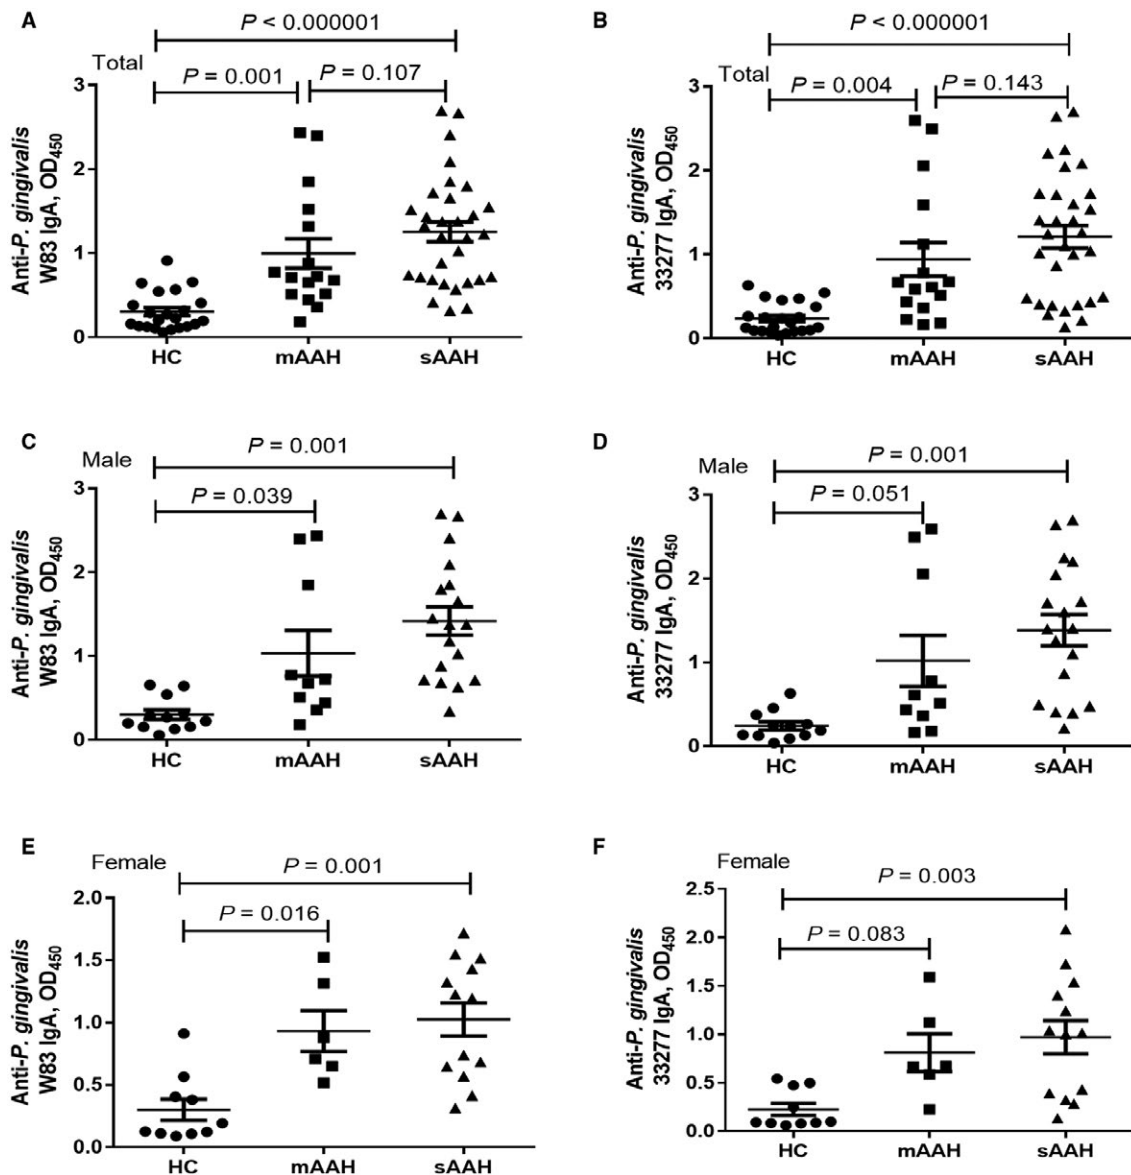 A
P < 0.000001
Total
P = 0.001
P = 0.107
Anti-P. gingivalis
W83 IgA, OD450
3
2
1
0
HC
mAAH
sAAH
B
P < 0.000001
Total
P = 0.004
P = 0.143
Anti-P. gingivalis
33277 IgA, OD450
3
2
1
0
HC
mAAH
sAAH
C
P = 0.001
Male
P = 0.039
Anti-P. gingivalis
W83 IgA, OD450
3
2
1
0
HC
mAAH
sAAH
D
P = 0.001
Male
P = 0.051
Anti-P. gingivalis
33277 IgA, OD450
3
2
1
0
HC
mAAH
sAAH
E
Female
P = 0.001
P = 0.016
Anti-P. gingivalis
W83 IgA, OD450
2.0
1.5
1.0
0.5
0.0
HC
mAAH
sAAH
F
Female
P = 0.003
P = 0.083
Anti-P. gingivalis
33277 IgA, OD450
2.5
2.0
1.5
1.0
0.5
0.0
HC
mAAH
sAAH